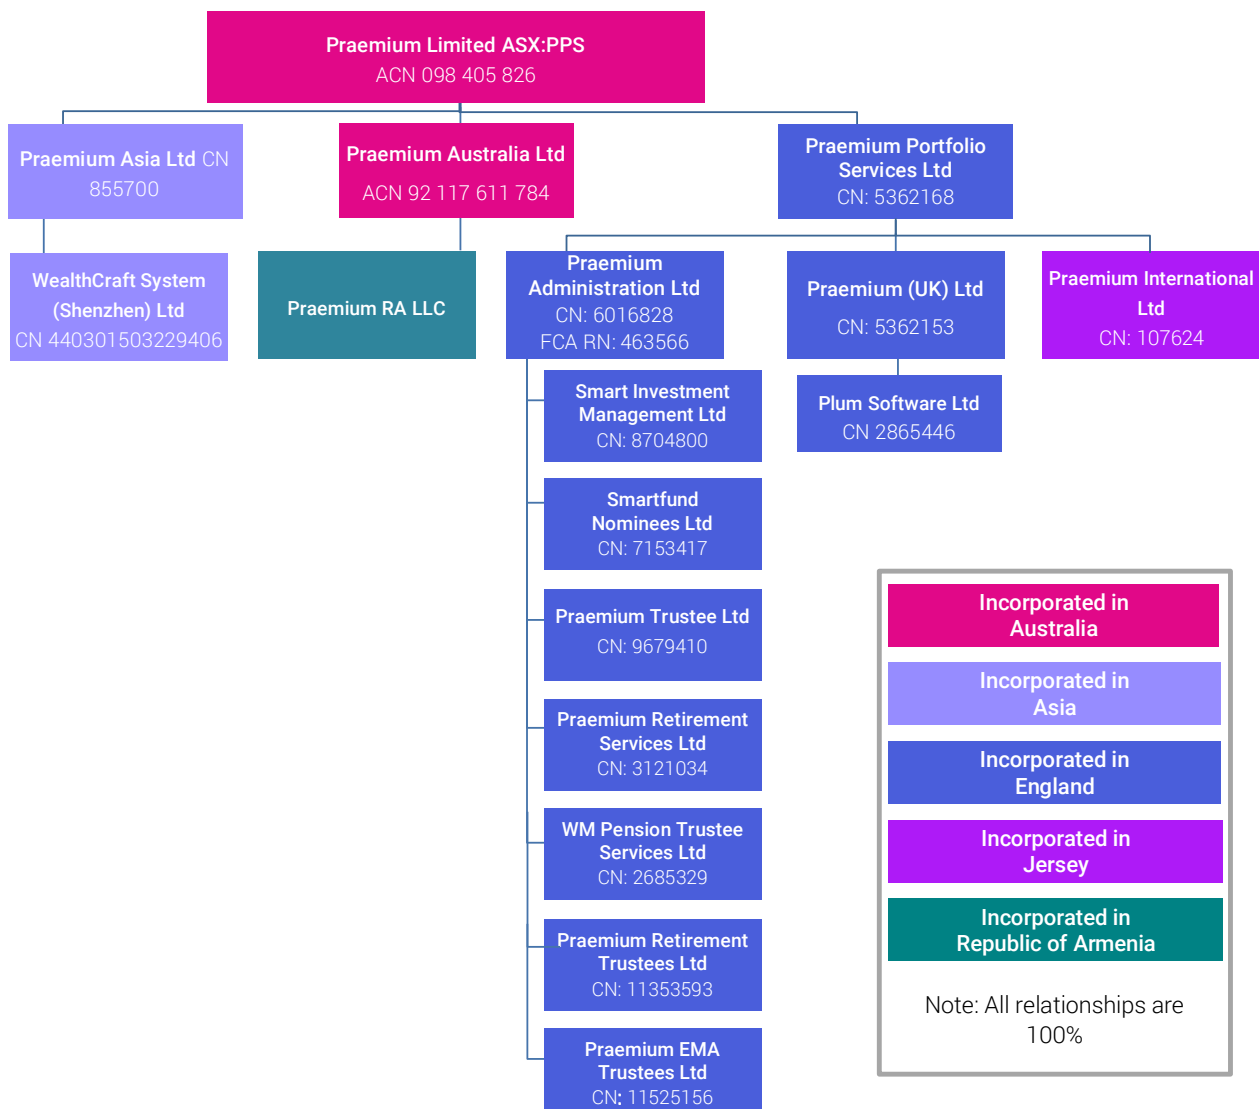 Praemium Limited ASX:PPS
ACN 098 405 826
Praemium Asia Ltd CN
855700
Praemium Australia Ltd
ACN 92 117 611 784
Praemium Portfolio
Services Ltd
CN: 5362168
WealthCraft System
(Shenzhen) Ltd
CN 440301503229406
Praemium RA LLC
Praemium
Administration Ltd
CN: 6016828
FCA RN: 463566
Praemium (UK) Ltd
CN: 5362153
Praemium International
Ltd
CN: 107624
Smart Investment
Management Ltd
CN: 8704800
Plum Software Ltd
CN 2865446
Smartfund
Nominees Ltd
CN: 7153417
Praemium Trustee Ltd
CN: 9679410
Praemium Retirement
Services Ltd
CN: 3121034
WM Pension Trustee
Services Ltd
CN: 2685329
Praemium Retirement
Trustees Ltd
CN: 11353593
Praemium EMA
Trustees Ltd
CN: 11525156
Incorporated in
Australia
Incorporated in
Asia
Incorporated in
England
Incorporated in
Jersey
Incorporated in
Republic of Armenia
Note: All relationships are
100%